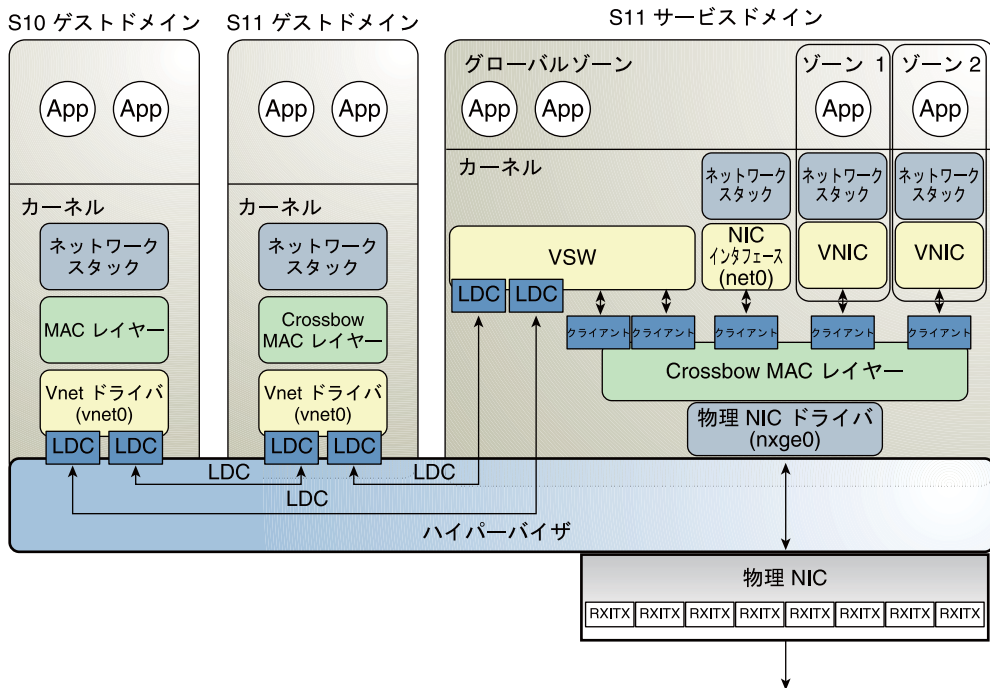 S10 ゲストドメイン
App
App
カーネル
ネットワーク
スタック
MAC レイヤー
Vnet ドライバ
(vnet0)
LDC
LDC
S11 ゲストドメイン
App
App
カーネル
ネットワーク
スタック
Crossbow
MAC レイヤー
Vnet ドライバ
(vnet0)
LDC
LDC
S11 サービスドメイン
グローバルゾーン
App
App
ゾーン 1
App
ゾーン 2
App
カーネル
ネットワーク
スタック
ネットワーク
スタック
ネットワーク
スタック
VSW
LDC
LDC
NIC
インタフェース
(net0)
VNIC
VNIC
クライアント
クライアント
クライアント
クライアント
クライアント
Crossbow MAC レイヤー
物理 NIC ドライバ
(nxge0)
LDC
LDC
LDC
ハイパーバイザ
物理 NIC
RXITX
RXITX
RXITX
RXITX
RXITX
RXITX
RXITX
RXITX